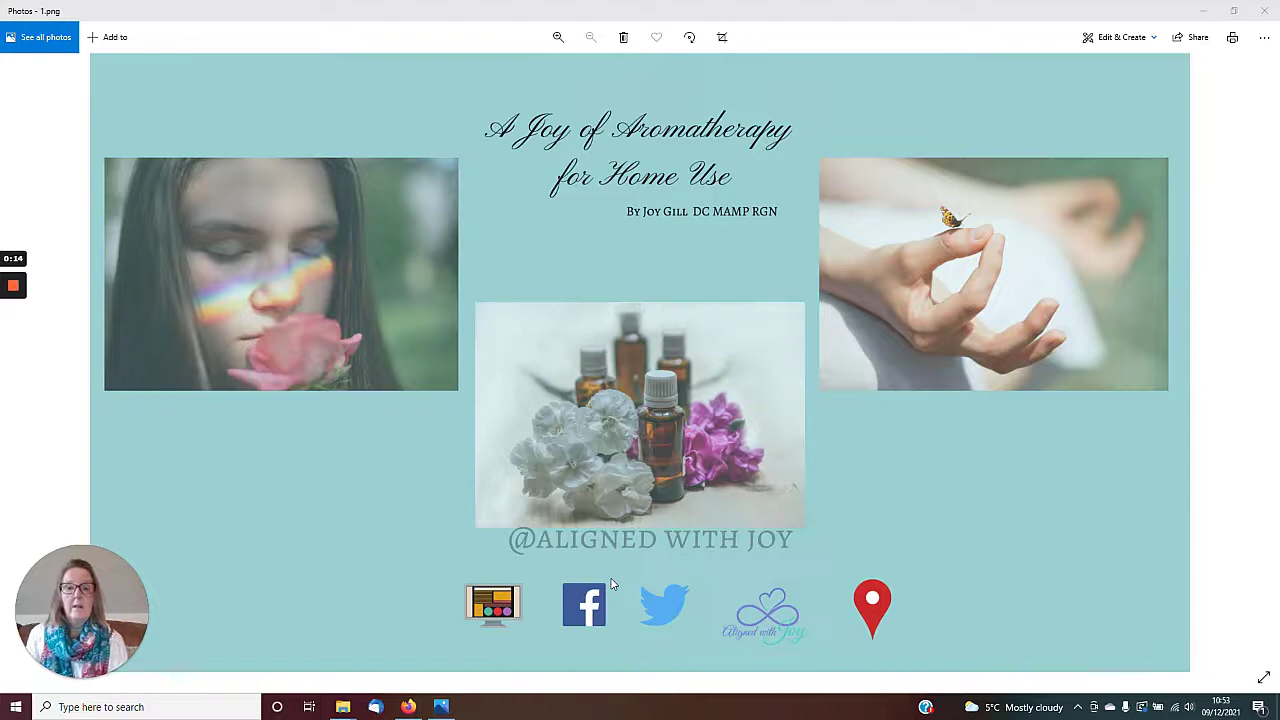 Photos - 1.png
See all photos
Add to
Edit & Create
Share
A Joy of Aromatherapy
for Home Use
By Joy Gill DC MAMP RGN
0:14
@ALIGNED WITH JOY
Aligned with Joy
Type here to search
5°C Mostly cloudy
10:53
09/12/2021